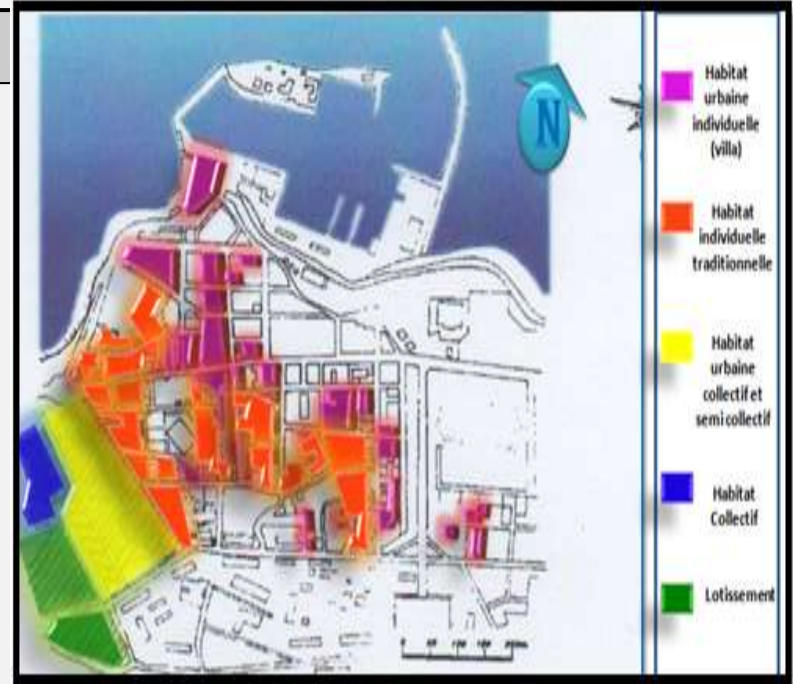 N
Habitat
urbaine
individuelle
(villa)
Habitat
individuelle
traditionnelle
Habitat
urbaine
collectif et
semi collectif
Habitat
Collectif
Lotissement